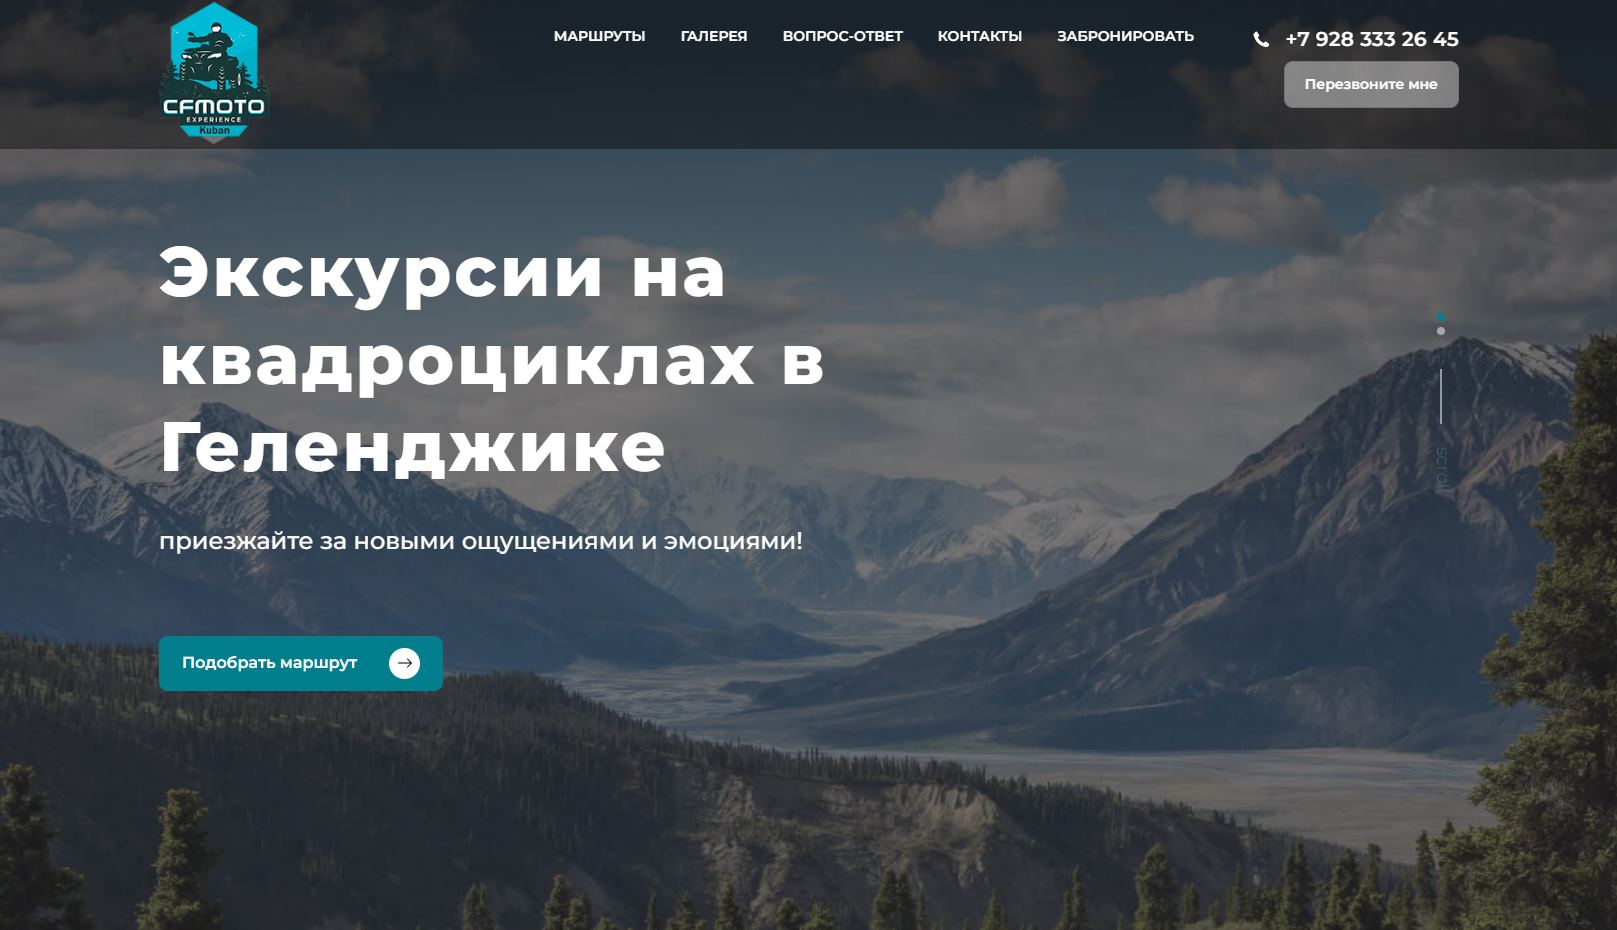 CFMOTO
EXPERIENCE
Kuban
МАРШРУТЫ ГАЛЕРЕЯ ВОПРОС-ОТВЕТ КОНТАКТЫ ЗАБРОНИРОВАТЬ
+7 928 333 26 45
Перезвоните мне
Экскурсии на
квадроциклах в
Геленджике
приезжайте за новыми ощущениями и эмоциями!
scroll
Подобрать маршрут